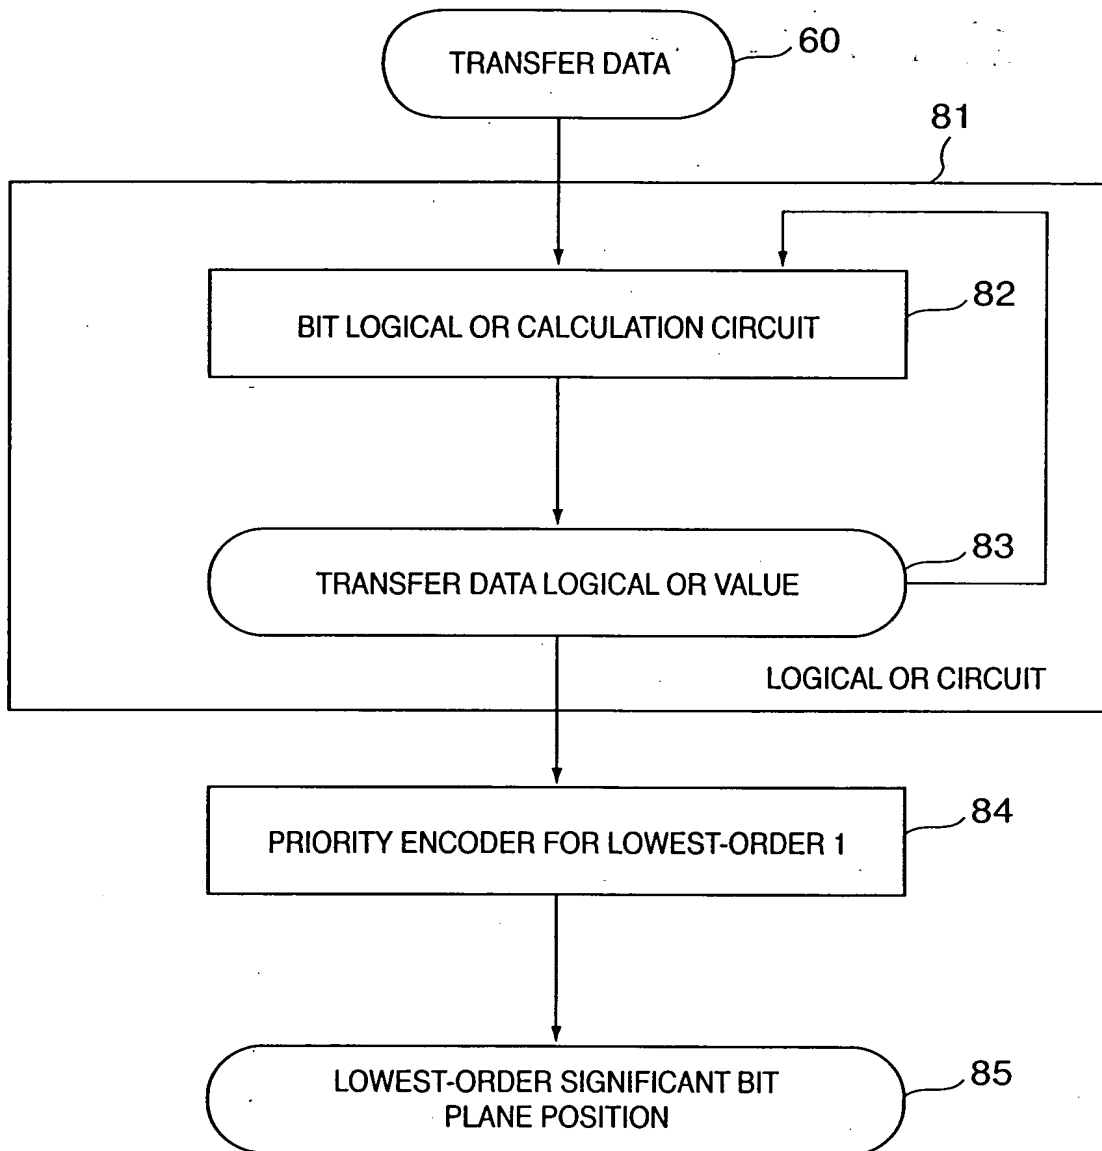 TRANSFER DATA
60
81
BIT LOGICAL OR CALCULATION CIRCUIT
82
TRANSFER DATA LOGICAL OR VALUE
83
LOGICAL OR CIRCUIT
PRIORITY ENCODER FOR LOWEST-ORDER 1
84
LOWEST-ORDER SIGNIFICANT BIT
PLANE POSITION
85